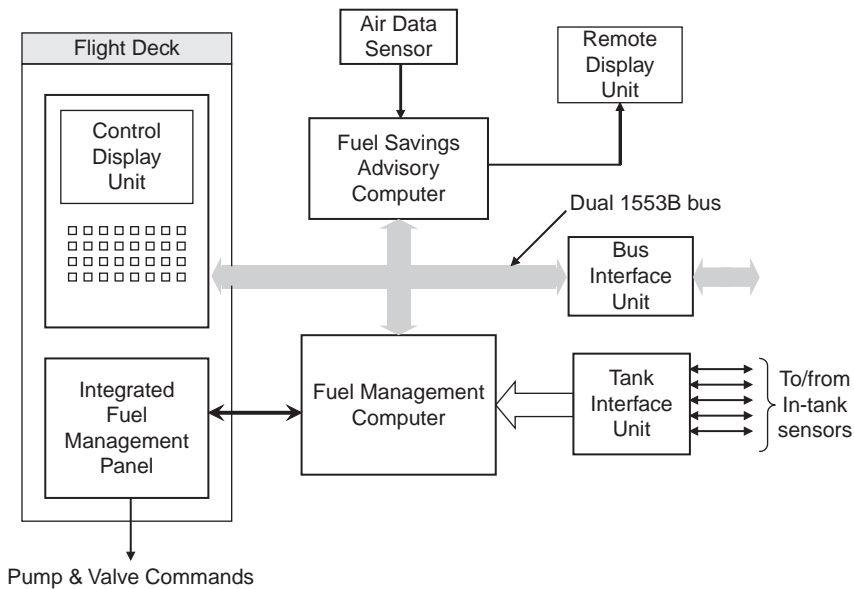 Flight Deck
Air Data
Sensor
Remote
Display
Unit
Control
Display
Unit
Fuel Savings
Advisory
Computer
Dual 1553B bus
Bus
Interface
Unit
Integrated
Fuel
Management
Panel
Fuel Management
Computer
Tank
Interface
Unit
To/from
In-tank
sensors
Pump & Valve Commands